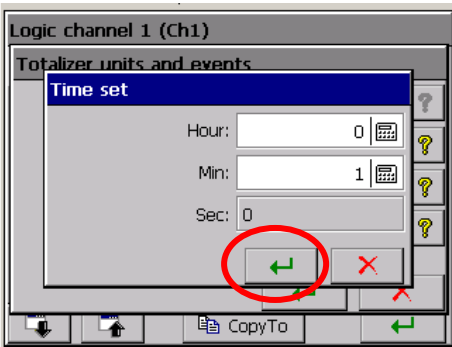 Logic channel 1 (Ch1)
Totalizer units and events
Time set
Hour: 0
Min: 1
Sec: 0
CopyTo